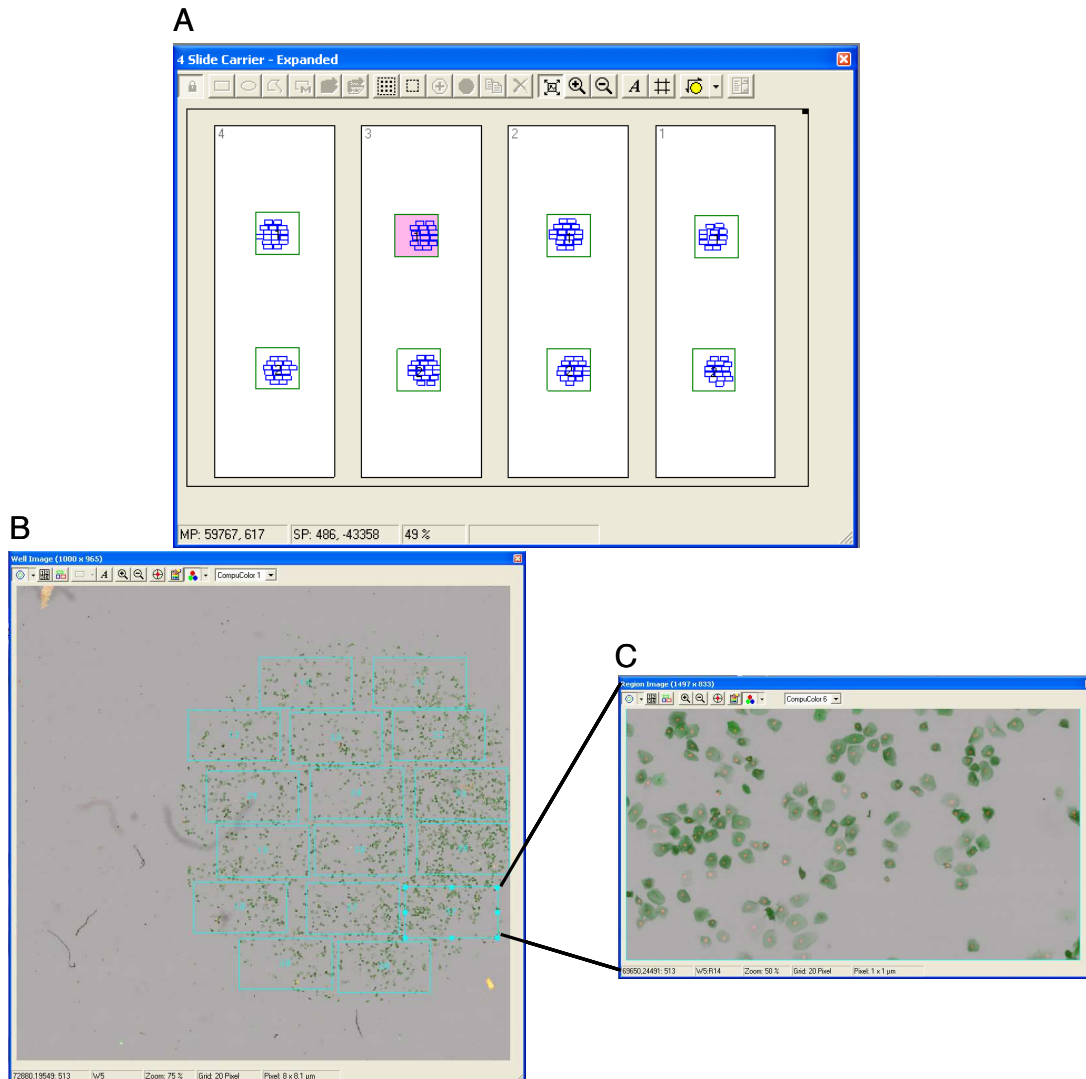 A
4 Slide Carrier - Expanded
A
4
3
2
1
MP: 59767, 617
SP: 486, -43358
49 %
B
Well Image (1000 x 965)
A
CompuColor 1
72880,19549: 513
W5
Zoom: 75 %
Grid: 20 Pixel
Pixel: 8 x 8.1 µm
C
Region Image (1497 x 833)
CompuColor 6
69650,24491: 513
W5:R14
Zoom: 50 %
Grid: 20 Pixel
Pixel: 1 x 1 µm